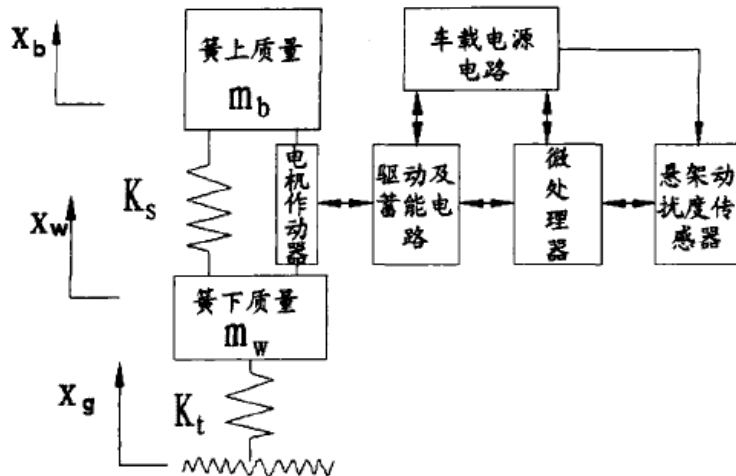 X_b
簧上质量
m_b
车载电源
电路
K_s
电机作动器
驱动及
蓄能电
路
微处理器
悬架动
扰度传
感器
X_w
簧下质量
m_w
X_g
K_t